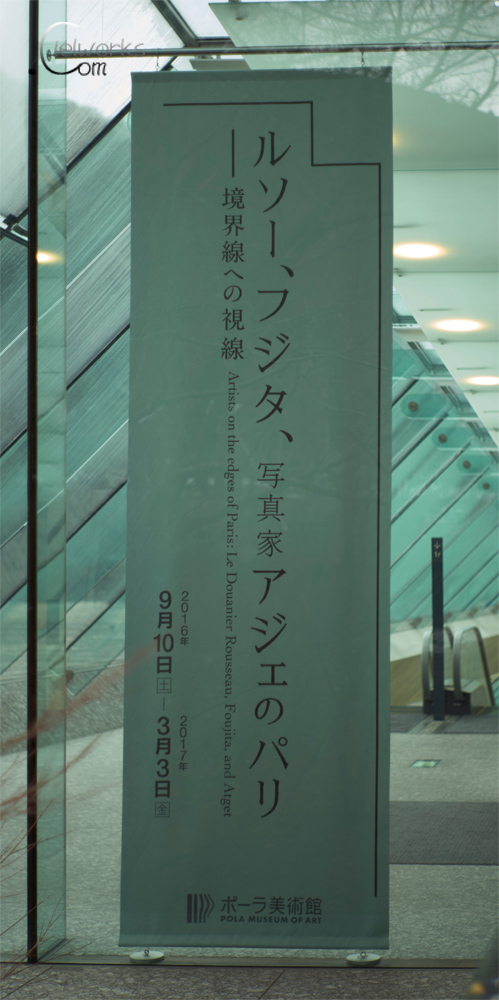 Gelworks
.Com
ルソー、フジタ、写真家アジェのパリ
―境界線への視線
Artists on the edges of Paris: Le Douanier Rousseau, Foujita, and Atget
2016年
9月10日(土)―
2017年
3月3日(金)
ポーラ美術館
POLA MUSEUM OF ART